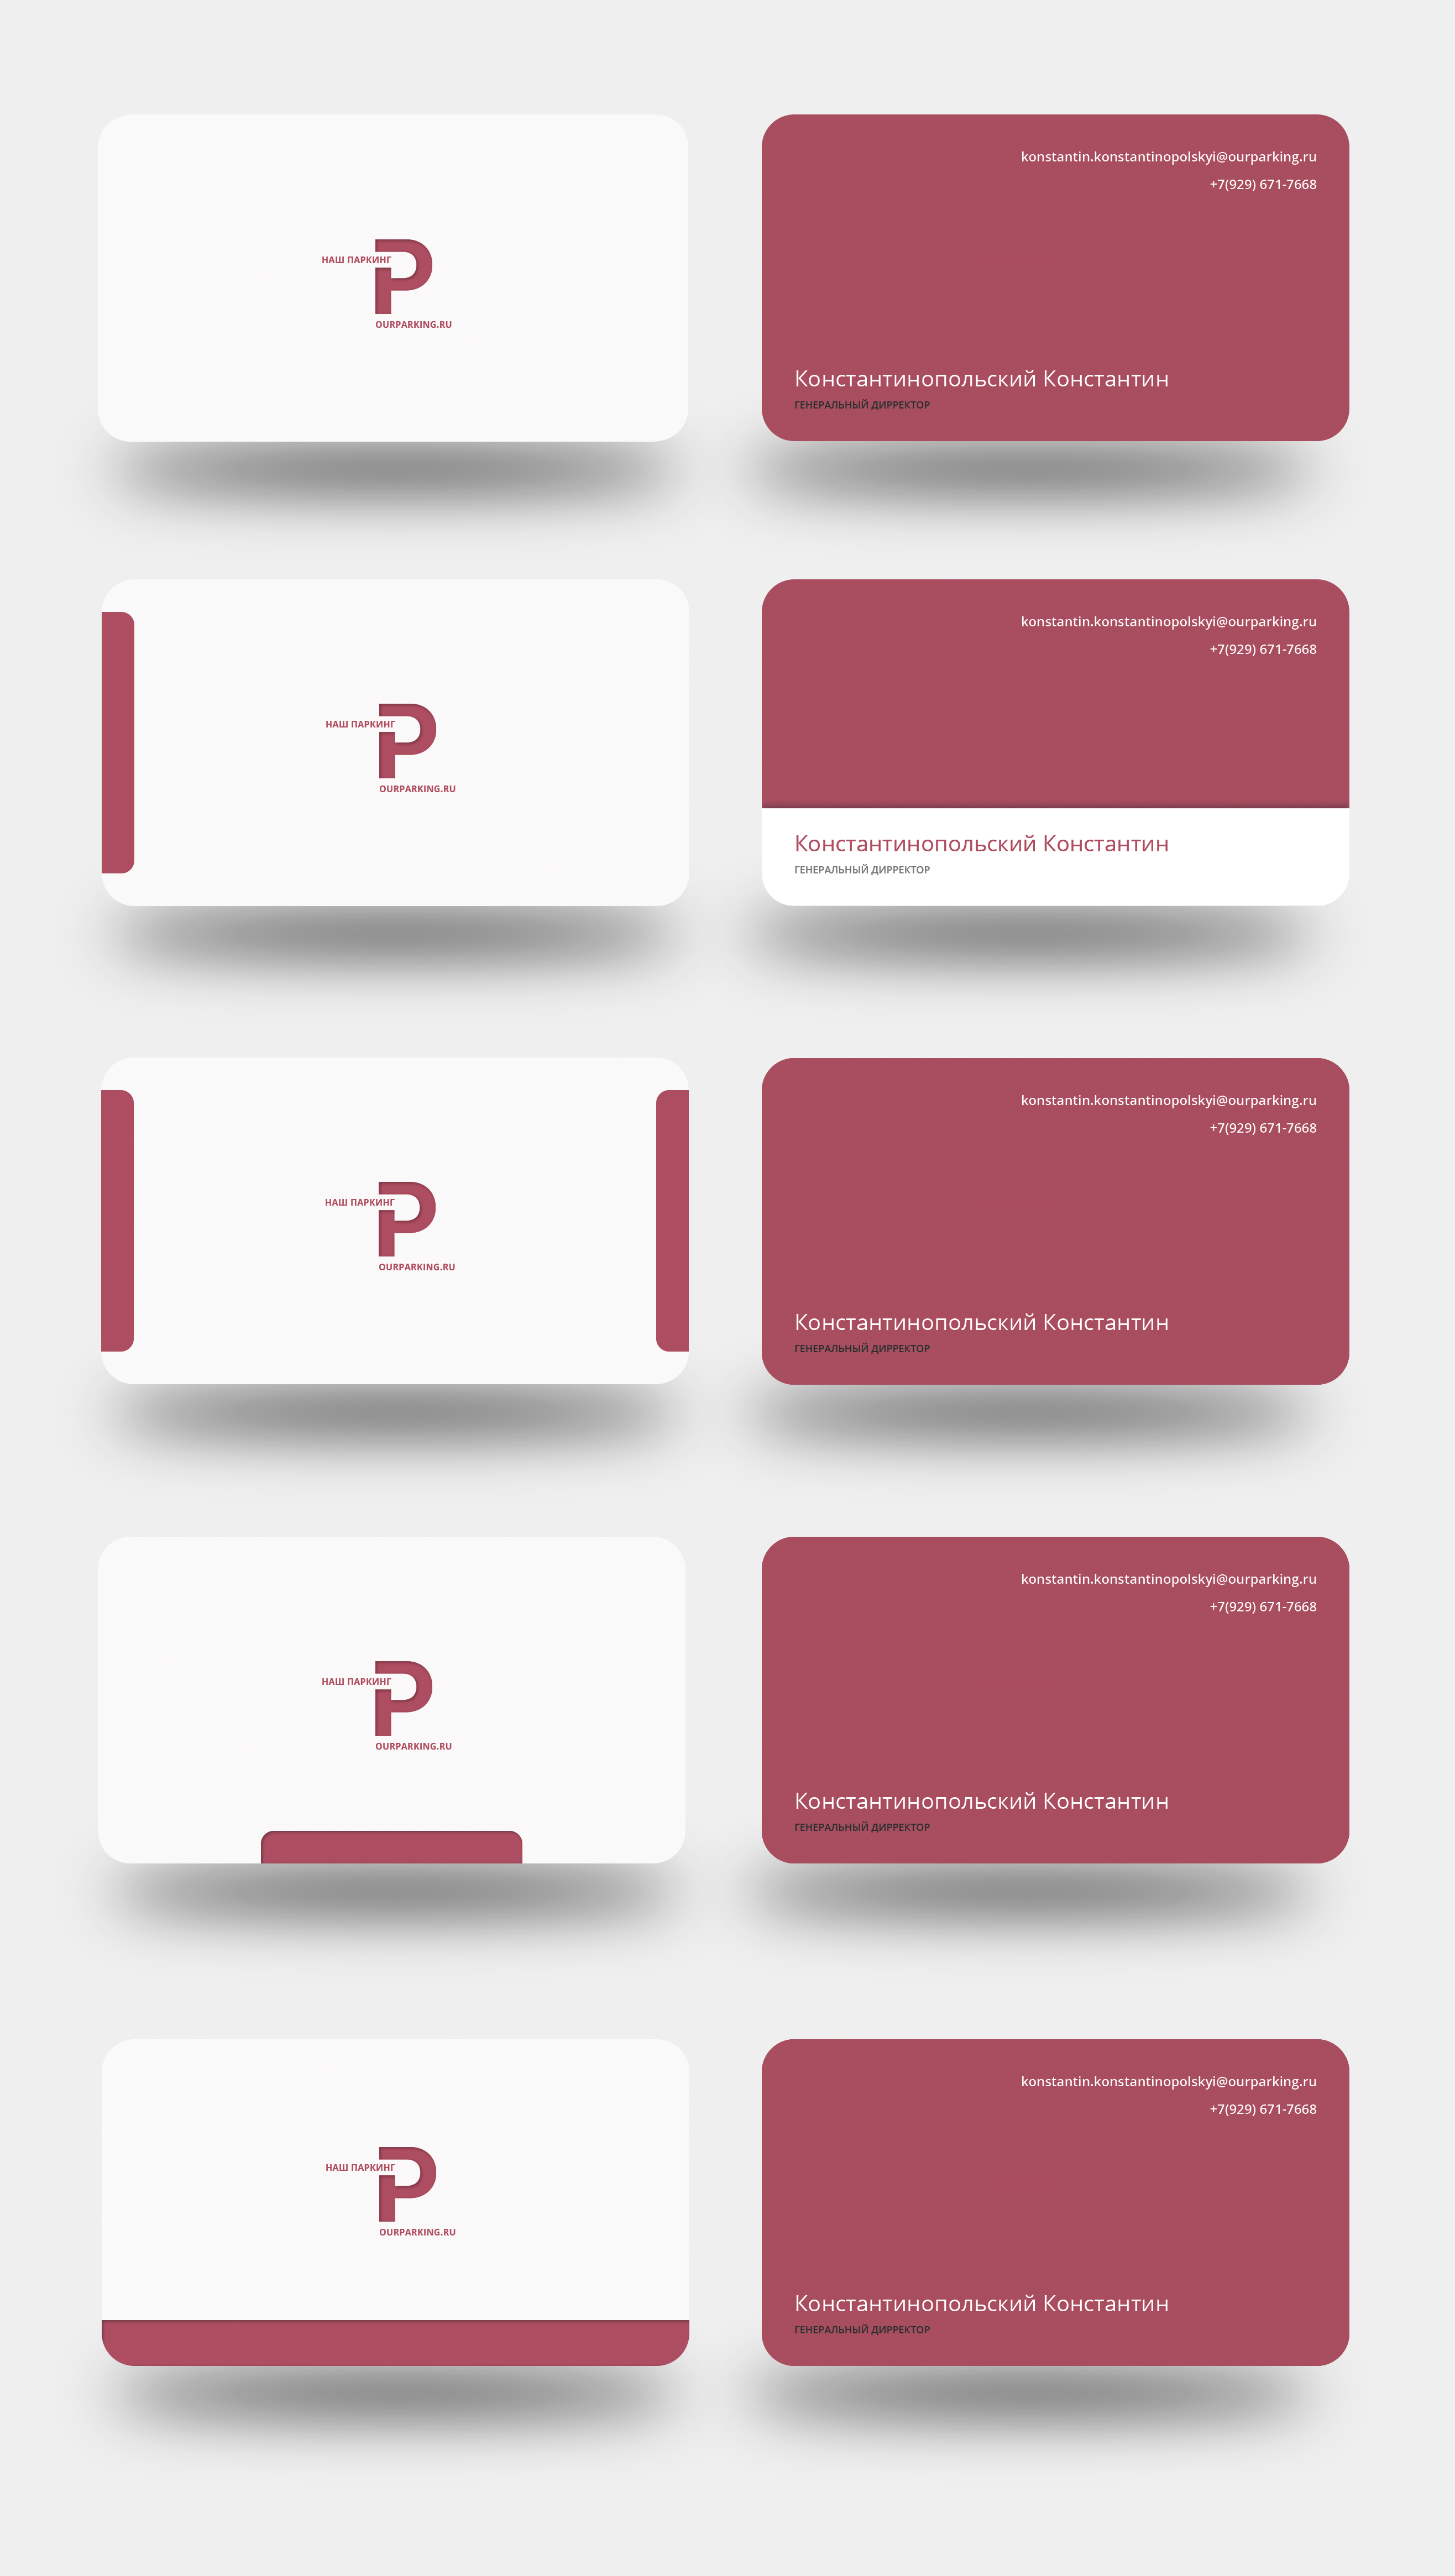 НАШ ПАРКИНГ
P
OURPARKING.RU
konstantin.konstantinopolskyi@ourparking.ru
+7(929) 671-7668
Константинопольский Константин
ГЕНЕРАЛЬНЫЙ ДИРРЕКТОР
НАШ ПАРКИНГ
P
OURPARKING.RU
konstantin.konstantinopolskyi@ourparking.ru
+7(929) 671-7668
Константинопольский Константин
ГЕНЕРАЛЬНЫЙ ДИРРЕКТОР
НАШ ПАРКИНГ
P
OURPARKING.RU
konstantin.konstantinopolskyi@ourparking.ru
+7(929) 671-7668
Константинопольский Константин
ГЕНЕРАЛЬНЫЙ ДИРРЕКТОР
НАШ ПАРКИНГ
P
OURPARKING.RU
konstantin.konstantinopolskyi@ourparking.ru
+7(929) 671-7668
Константинопольский Константин
ГЕНЕРАЛЬНЫЙ ДИРРЕКТОР
НАШ ПАРКИНГ
P
OURPARKING.RU
konstantin.konstantinopolskyi@ourparking.ru
+7(929) 671-7668
Константинопольский Константин
ГЕНЕРАЛЬНЫЙ ДИРРЕКТОР